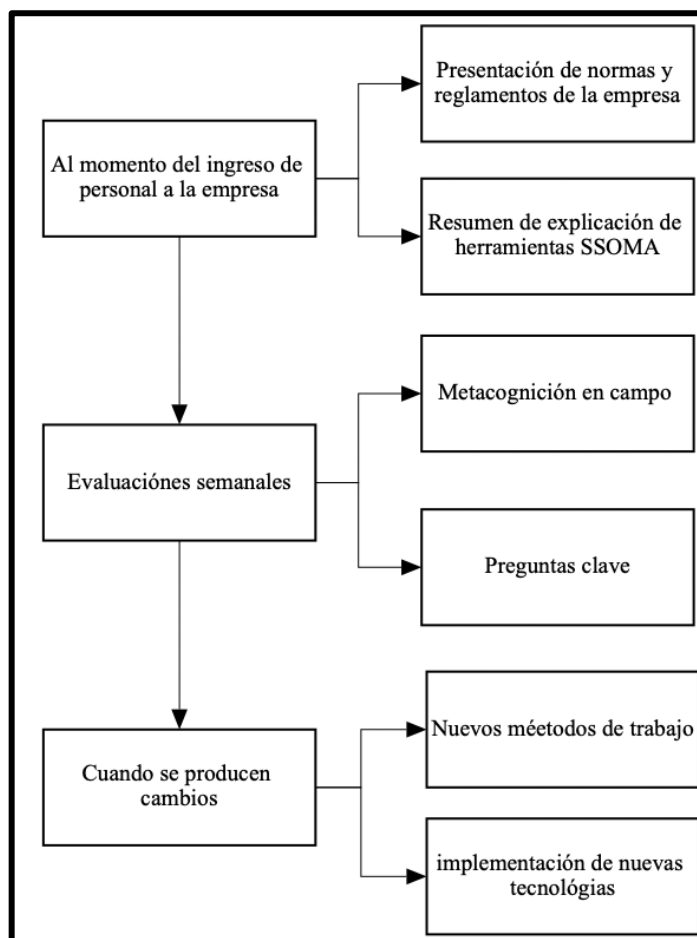 Presentación de normas y
reglamentos de la empresa
Al momento del ingreso de
personal a la empresa
Resumen de explicación de
herramientas SSOMA
Metacognición en campo
Evaluaciónes semanales
Preguntas clave
Nuevos méetodos de trabajo
Cuando se producen
cambios
implementación de nuevas
tecnológias